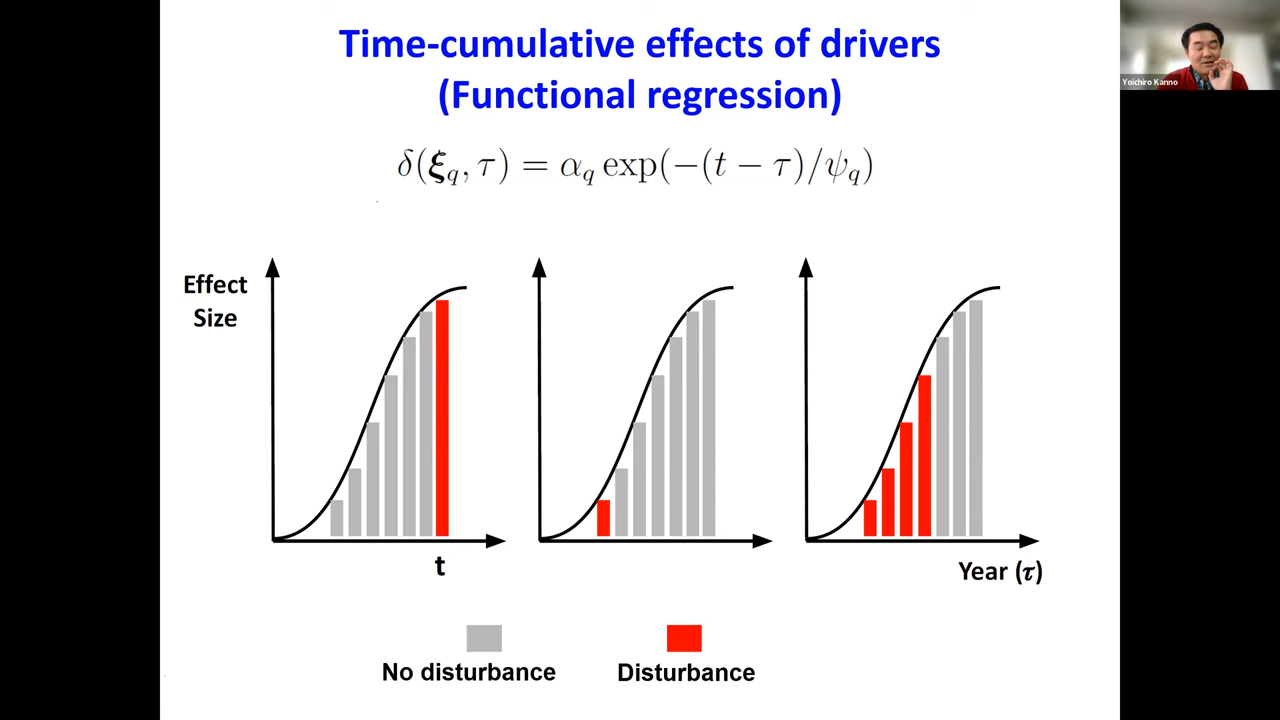 Time-cumulative effects of drivers
(Functional regression)
δ(ξ_q, τ) = α_q exp(−(t − τ)/ψ_q)
Effect
Size
t
Year (τ)
No disturbance
Disturbance
Yoichiro Kanno